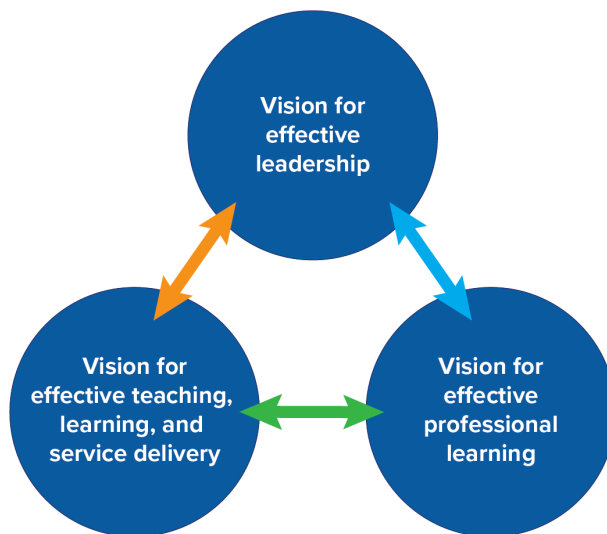 Vision for
effective
leadership
Vision for
effective teaching,
learning, and
service delivery
Vision for
effective
professional
learning